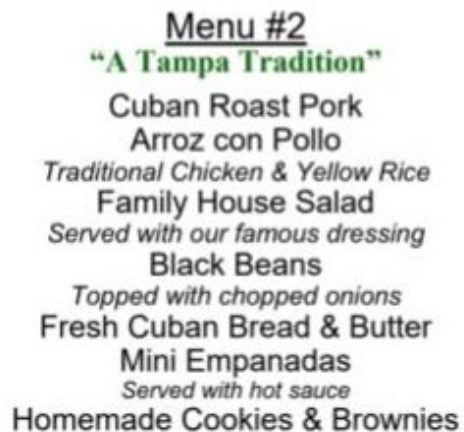 Menu #2
“A Tampa Tradition”
Cuban Roast Pork
Arroz con Pollo
Traditional Chicken & Yellow Rice
Family House Salad
Served with our famous dressing
Black Beans
Topped with chopped onions
Fresh Cuban Bread & Butter
Mini Empanadas
Served with hot sauce
Homemade Cookies & Brownies